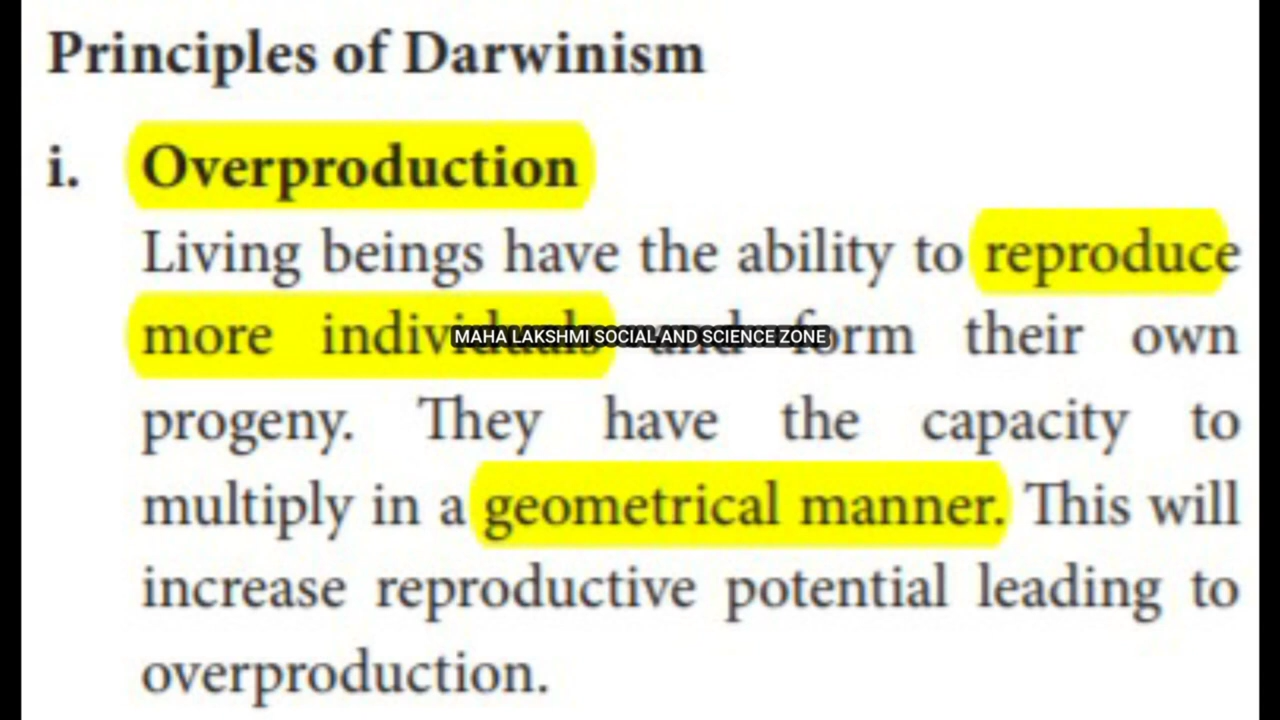 Principles of Darwinism
i. Overproduction
Living beings have the ability to reproduce
more individuals and form their own
MAHA LAKSHMI SOCIAL AND SCIENCE ZONE
progeny. They have the capacity to
multiply in a geometrical manner. This will
increase reproductive potential leading to
overproduction.